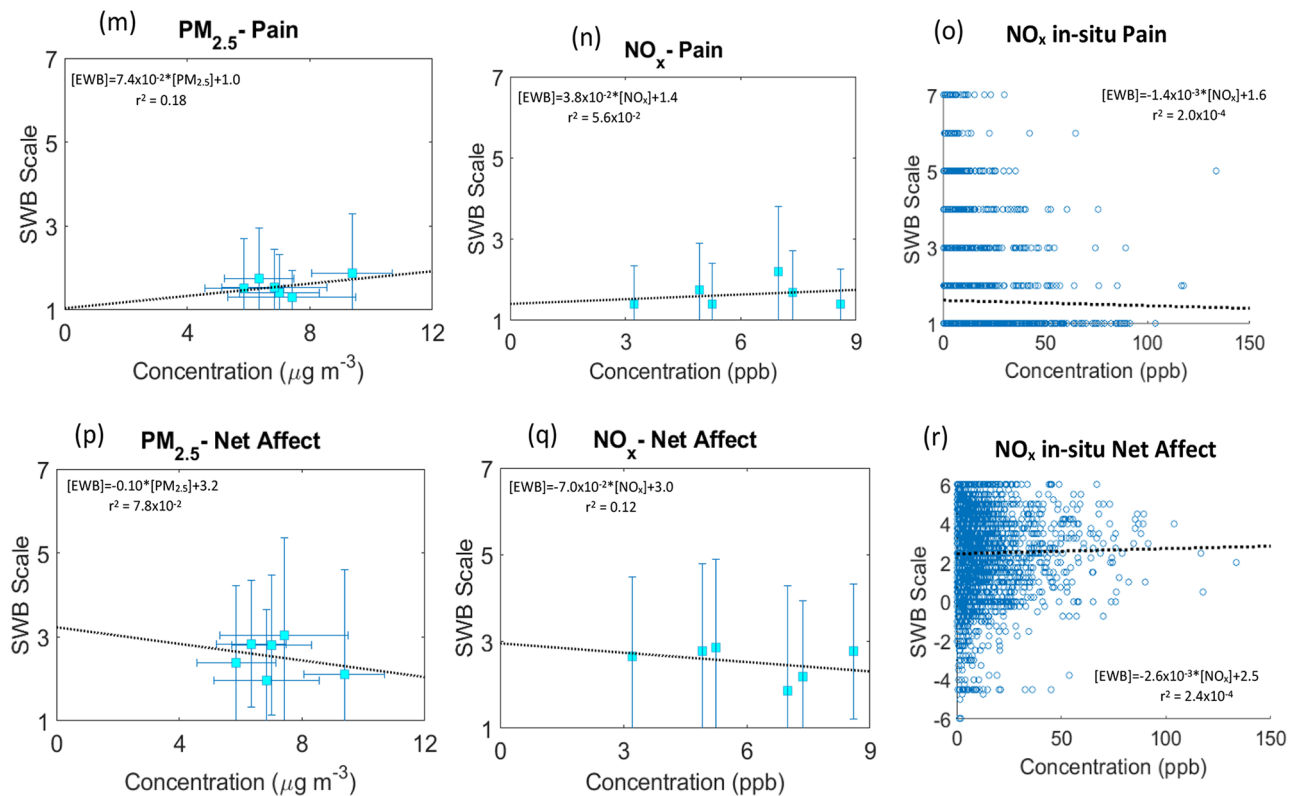 (m)
PM2.5- Pain
[EWB]=7.4x10-2*[PM2.5]+1.0
r2 = 0.18
7
5
3
1
SWB Scale
0 4 8 12
Concentration (μg m-3)
(n)
NOx- Pain
[EWB]=3.8x10-2*[NOx]+1.4
r2 = 5.6x10-2
7
5
3
1
SWB Scale
0 3 6 9
Concentration (ppb)
(o)
NOx in-situ Pain
[EWB]=-1.4x10-3*[NOx]+1.6
r2 = 2.0x10-4
7
6
5
4
3
2
1
SWB Scale
0 50 100 150
Concentration (ppb)
(p)
PM2.5- Net Affect
[EWB]=-0.10*[PM2.5]+3.2
r2 = 7.8x10-2
7
5
3
1
SWB Scale
0 4 8 12
Concentration (μg m-3)
(q)
NOx- Net Affect
[EWB]=-7.0x10-2*[NOx]+3.0
r2 = 0.12
7
5
3
1
SWB Scale
0 3 6 9
Concentration (ppb)
(r)
NOx in-situ Net Affect
6
4
2
0
-2
-4
-6
SWB Scale
[EWB]=-2.6x10-3*[NOx]+2.5
r2 = 2.4x10-4
0 50 100 150
Concentration (ppb)